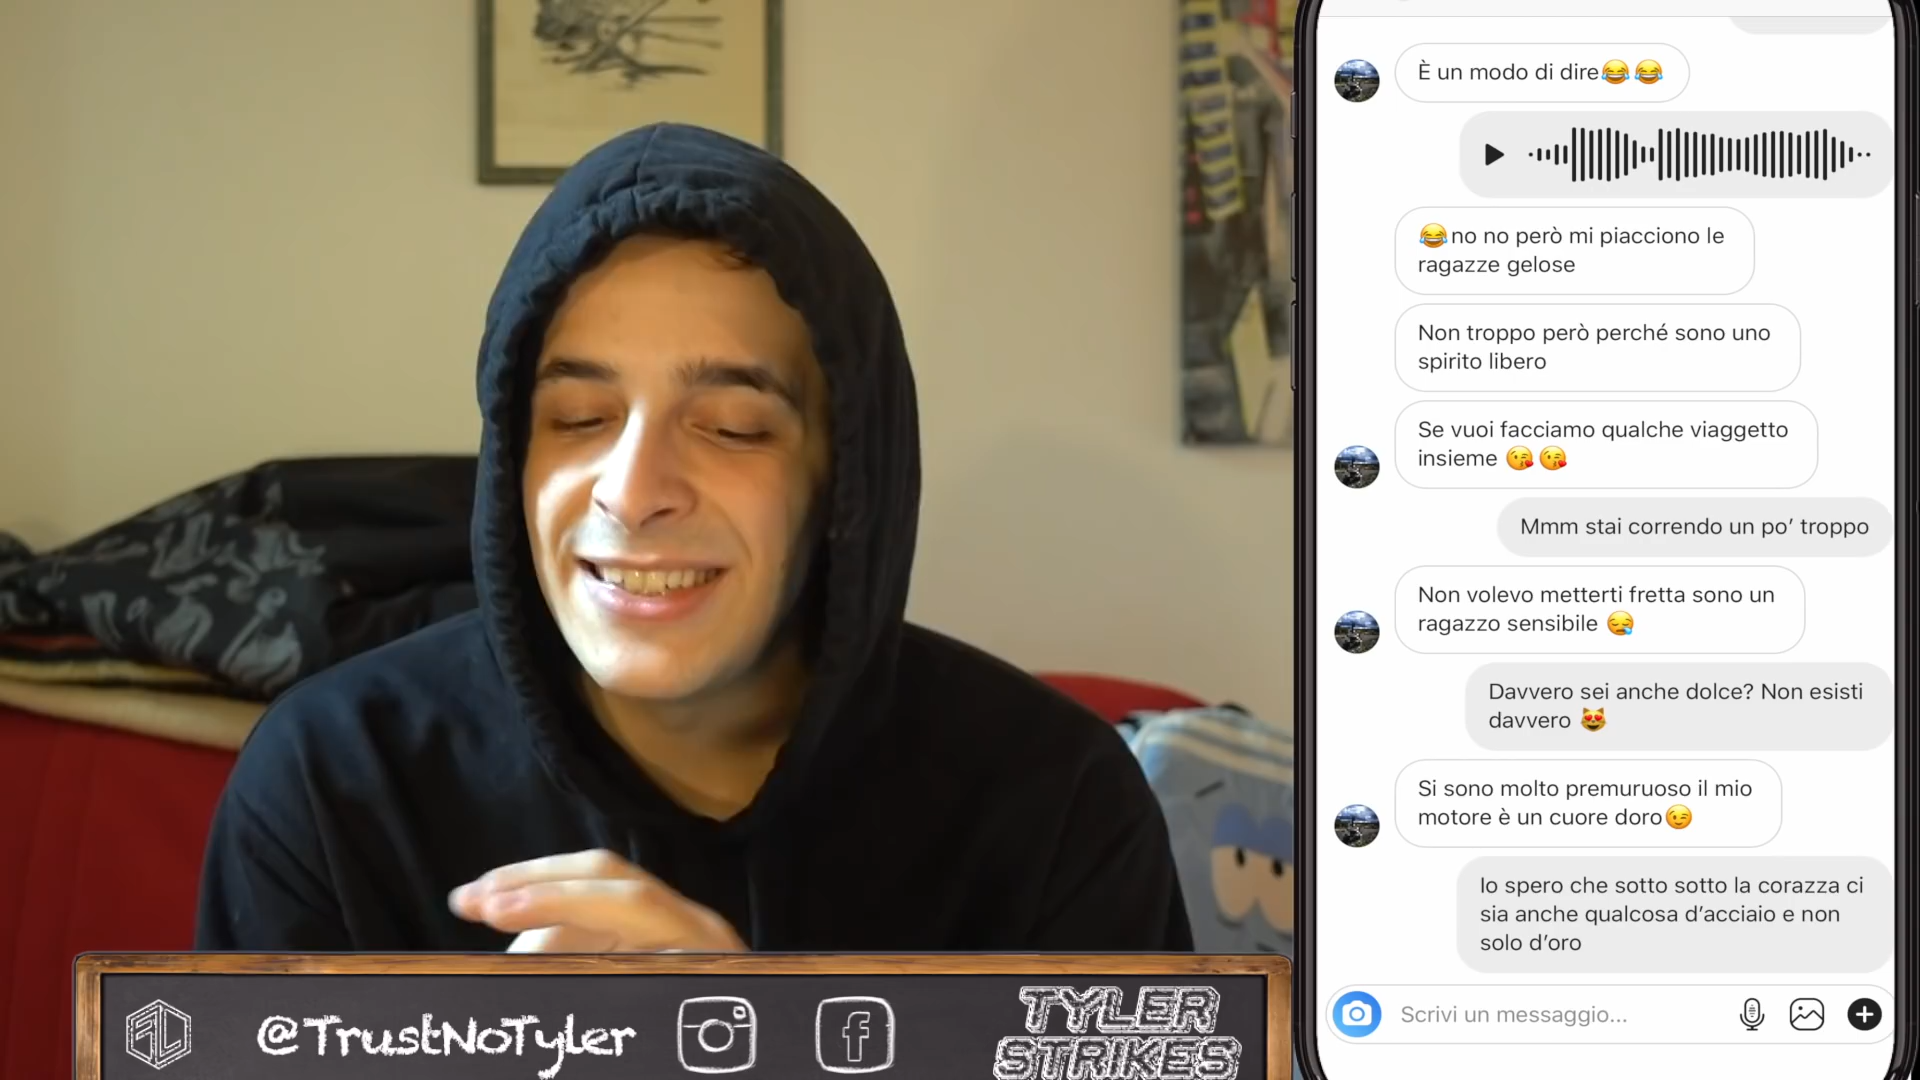 È un modo di dire😂😂
😂no no però mi piacciono le
ragazze gelose
Non troppo però perché sono uno
spirito libero
Se vuoi facciamo qualche viaggetto
insieme 😘😘
Mmm stai correndo un po’ troppo
Non volevo metterti fretta sono un
ragazzo sensibile 😪
Davvero sei anche dolce? Non esisti
davvero 😻
Si sono molto premuruoso il mio
motore è un cuore doro😉
Io spero che sotto sotto la corazza ci
sia anche qualcosa d’acciaio e non
solo d’oro
Scrivi un messaggio...
@TrustNoTyler
TYLER
STRIKES